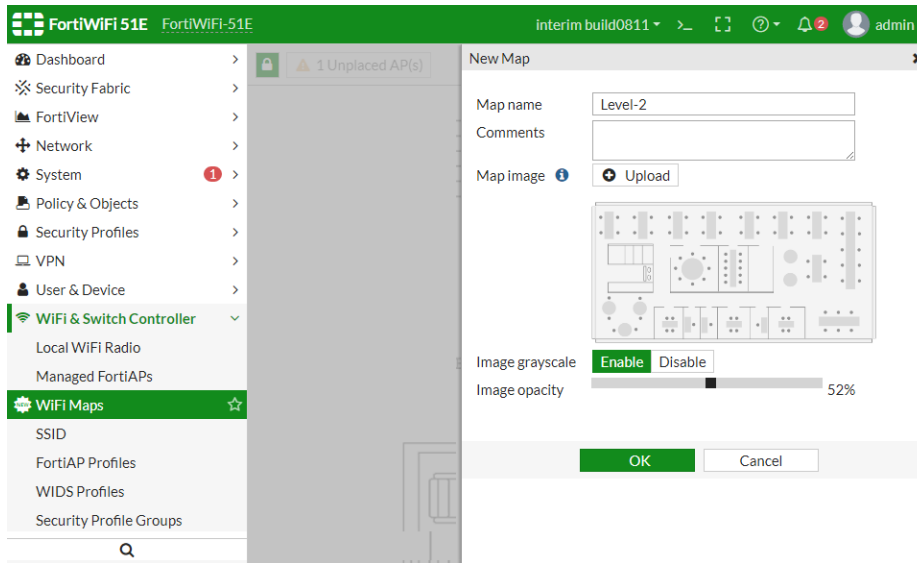 FortiWiFi 51E FortiWiFi-51E interim build0811 >_ 2 admin
Dashboard
Security Fabric
FortiView
Network
System 1
Policy & Objects
Security Profiles
VPN
User & Device
WiFi & Switch Controller
Local WiFi Radio
Managed FortiAPs
NEW WiFi Maps
SSID
FortiAP Profiles
WIDS Profiles
Security Profile Groups
1 Unplaced AP(s)
New Map
Map name Level-2
Comments
Map image Upload
Image grayscale Enable Disable
Image opacity 52%
OK Cancel